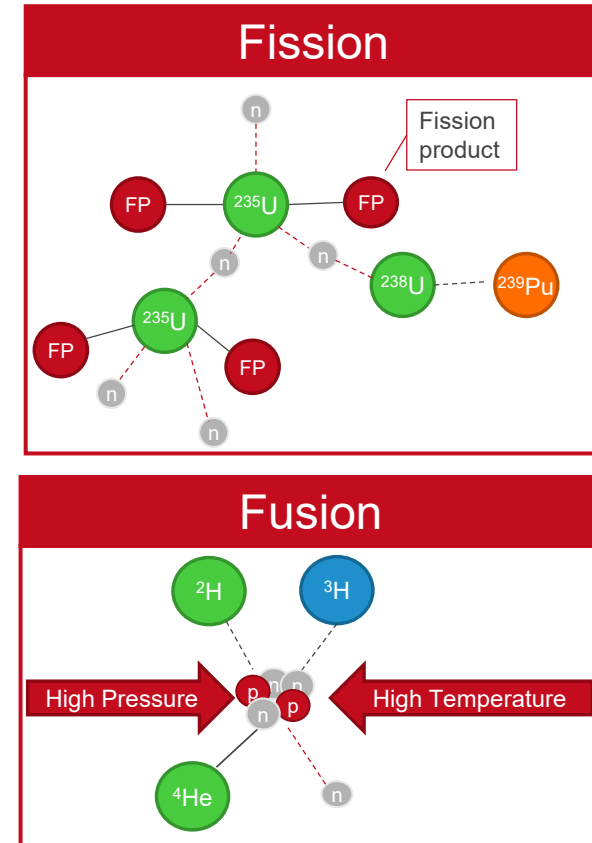 Fission
n
Fission
product
FP
²³⁵U
FP
n
n
²³⁸U
²³⁹Pu
²³⁵U
FP
FP
n
n
Fusion
²H
³H
n
n
p
p
n
High Pressure
High Temperature
⁴He
n